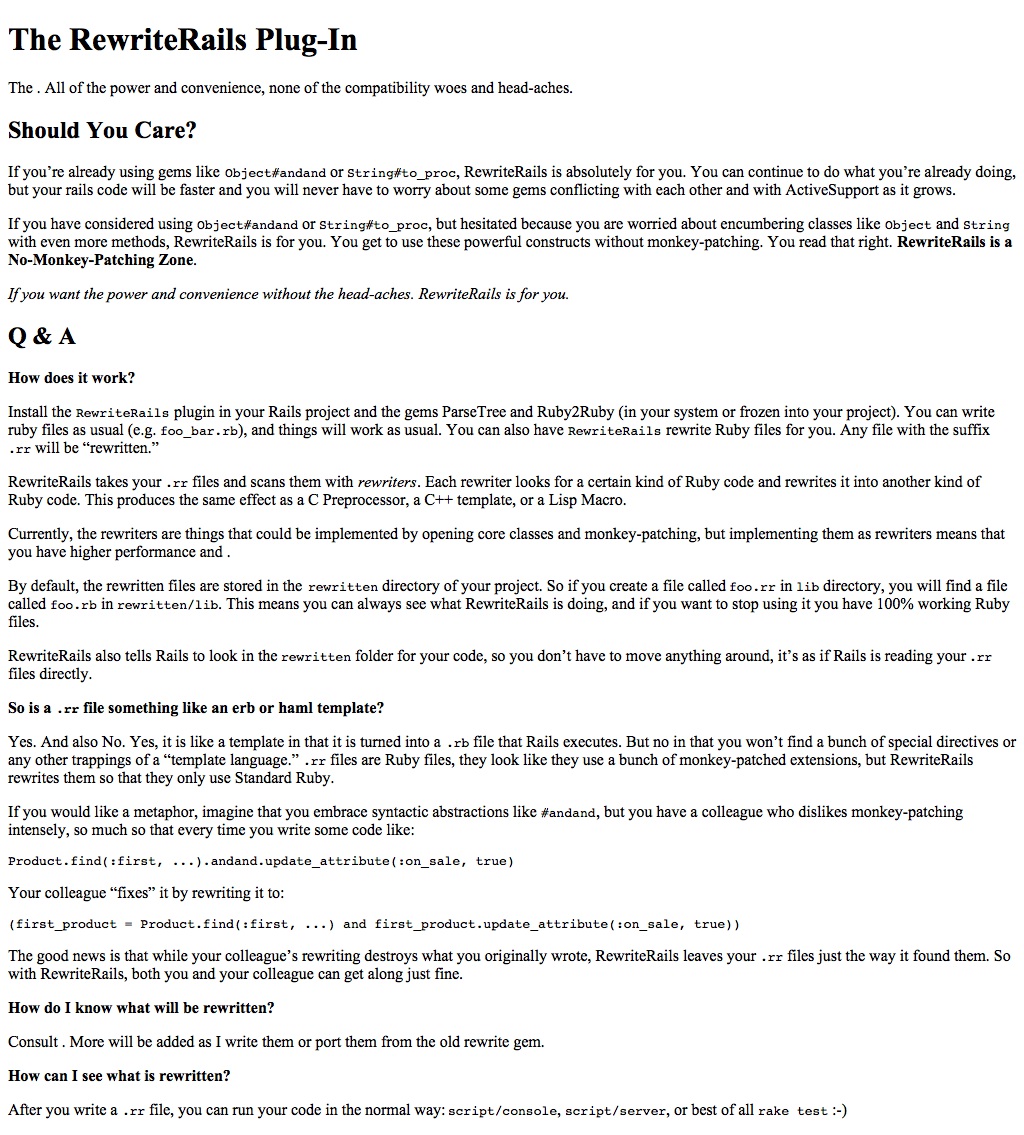 The RewriteRails Plug-In
The . All of the power and convenience, none of the compatibility woes and head-aches.
Should You Care?
If you’re already using gems like Object#andand or String#to_proc, RewriteRails is absolutely for you. You can continue to do what you’re already doing,
but your rails code will be faster and you will never have to worry about some gems conflicting with each other and with ActiveSupport as it grows.
If you have considered using Object#andand or String#to_proc, but hesitated because you are worried about encumbering classes like Object and String
with even more methods, RewriteRails is for you. You get to use these powerful constructs without monkey-patching. You read that right. RewriteRails is a
No-Monkey-Patching Zone.
If you want the power and convenience without the head-aches. RewriteRails is for you.
Q & A
How does it work?
Install the RewriteRails plugin in your Rails project and the gems ParseTree and Ruby2Ruby (in your system or frozen into your project). You can write
ruby files as usual (e.g. foo_bar.rb), and things will work as usual. You can also have RewriteRails rewrite Ruby files for you. Any file with the suffix
.rr will be “rewritten.”
RewriteRails takes your .rr files and scans them with rewriters. Each rewriter looks for a certain kind of Ruby code and rewrites it into another kind of
Ruby code. This produces the same effect as a C Preprocessor, a C++ template, or a Lisp Macro.
Currently, the rewriters are things that could be implemented by opening core classes and monkey-patching, but implementing them as rewriters means that
you have higher performance and .
By default, the rewritten files are stored in the rewritten directory of your project. So if you create a file called foo.rr in lib directory, you will find a file
called foo.rb in rewritten/lib. This means you can always see what RewriteRails is doing, and if you want to stop using it you have 100% working Ruby
files.
RewriteRails also tells Rails to look in the rewritten folder for your code, so you don’t have to move anything around, it’s as if Rails is reading your .rr
files directly.
So is a .rr file something like an erb or haml template?
Yes. And also No. Yes, it is like a template in that it is turned into a .rb file that Rails executes. But no in that you won’t find a bunch of special directives or
any other trappings of a “template language.” .rr files are Ruby files, they look like they use a bunch of monkey-patched extensions, but RewriteRails
rewrites them so that they only use Standard Ruby.
If you would like a metaphor, imagine that you embrace syntactic abstractions like #andand, but you have a colleague who dislikes monkey-patching
intensely, so much so that every time you write some code like:
Product.find(:first, ...).andand.update_attribute(:on_sale, true)
Your colleague “fixes” it by rewriting it to:
(first_product = Product.find(:first, ...) and first_product.update_attribute(:on_sale, true))
The good news is that while your colleague’s rewriting destroys what you originally wrote, RewriteRails leaves your .rr files just the way it found them. So
with RewriteRails, both you and your colleague can get along just fine.
How do I know what will be rewritten?
Consult . More will be added as I write them or port them from the old rewrite gem.
How can I see what is rewritten?
After you write a .rr file, you can run your code in the normal way: script/console, script/server, or best of all rake test :-)